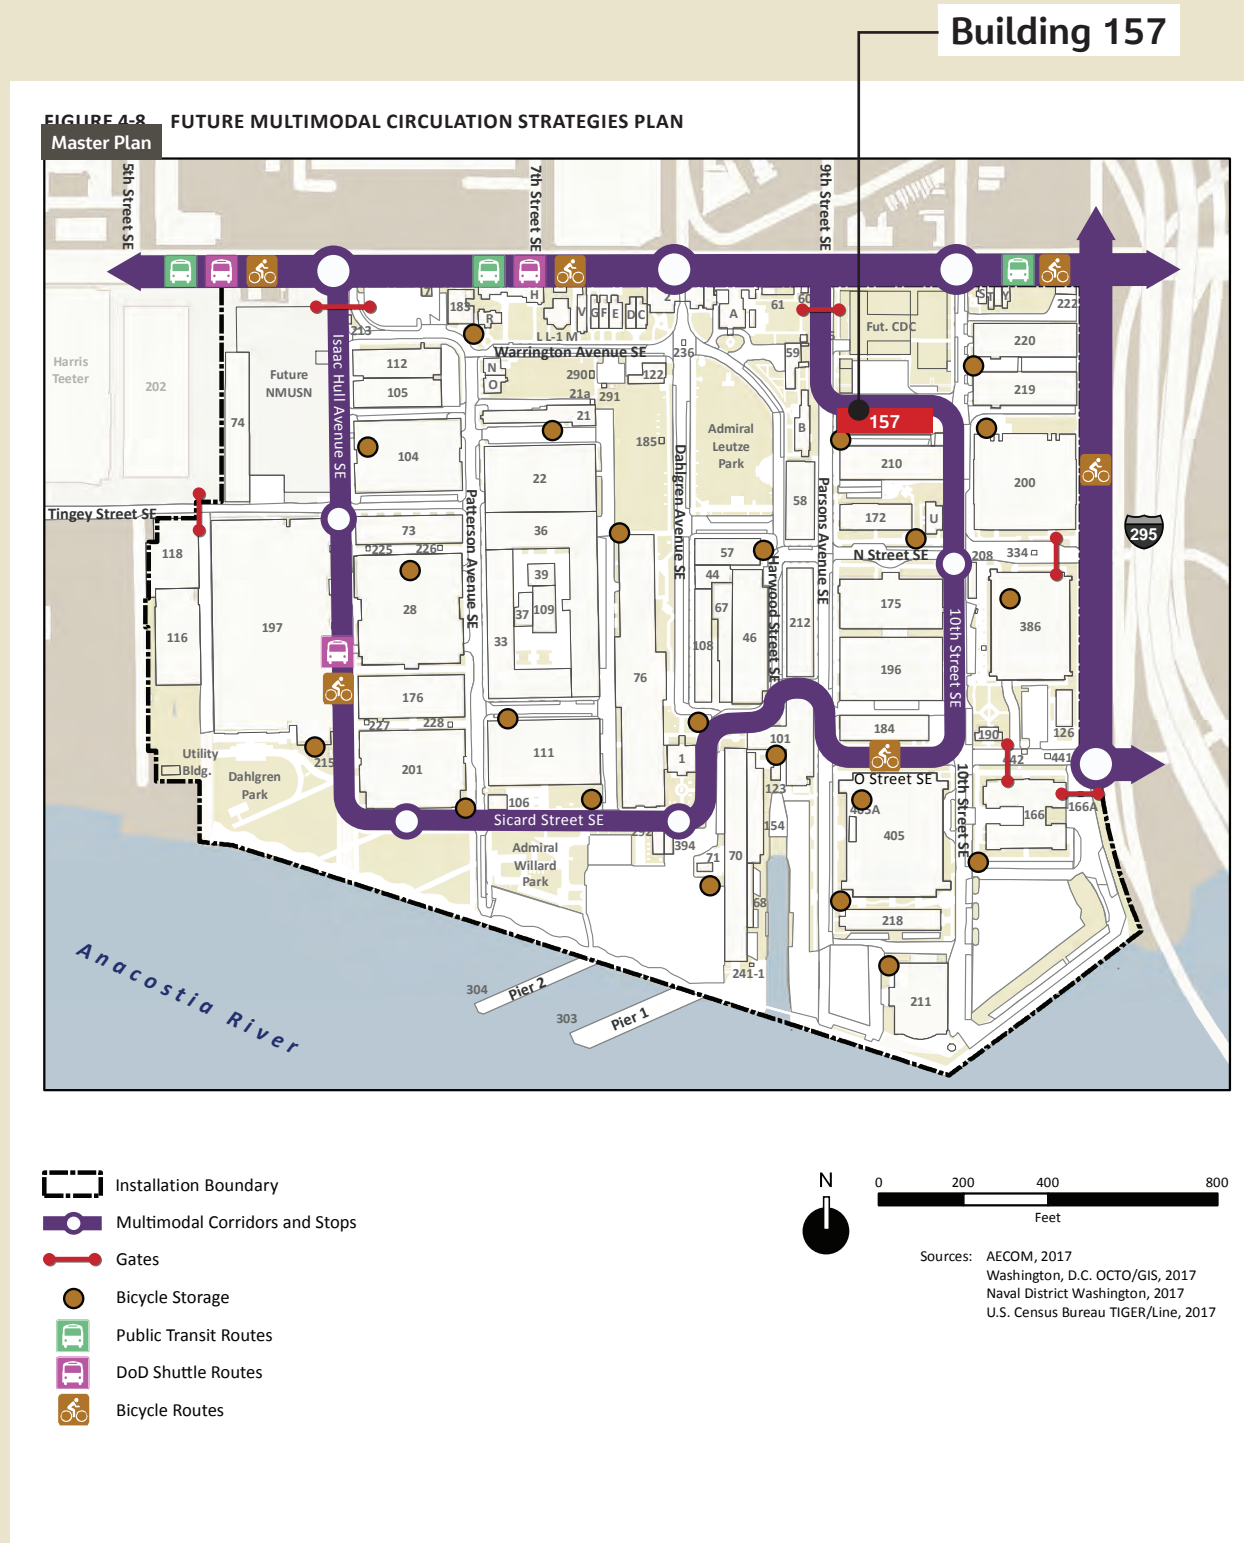 Building 157
FIGURE 4-8 FUTURE MULTIMODAL CIRCULATION STRATEGIES PLAN
Master Plan
5th Street SE
7th Street SE
9th Street SE
H
2
183
R
V
G
F
E
D
C
A
61
60
Fut. CDC
S
T
Y
222
213
L L-1 M
Warrington Avenue SE
236
59
220
Harris
Teeter
202
Future
NMUSN
Isaac Hull Avenue SE
112
105
N
O
290
122
21a
291
219
74
21
185
Admiral
Leutze
Park
B
157
104
22
Dahlgren Avenue SE
58
Parsons Avenue SE
210
200
Patterson Avenue SE
172
U
Tingey Street SE
118
73
225
226
36
57
N Street SE
208
334
295
39
44
Harwood Street SE
28
37
109
67
175
10th Street SE
116
197
33
108
46
212
386
76
196
176
227
228
184
190
126
Utility
Bldg.
215
Dahlgren
Park
201
111
1
101
442
441
O Street SE
10th Street SE
123
106
Sicard Street SE
154
405A
166A
166
292
394
405
Admiral
Willard
Park
71
70
68
218
241-1
211
Anacostia River
304
Pier 2
303
Pier 1
Installation Boundary
Multimodal Corridors and Stops
Gates
Bicycle Storage
Public Transit Routes
DoD Shuttle Routes
Bicycle Routes
N
0 200 400 800
Feet
Sources: AECOM, 2017
Washington, D.C. OCTO/GIS, 2017
Naval District Washington, 2017
U.S. Census Bureau TIGER/Line, 2017